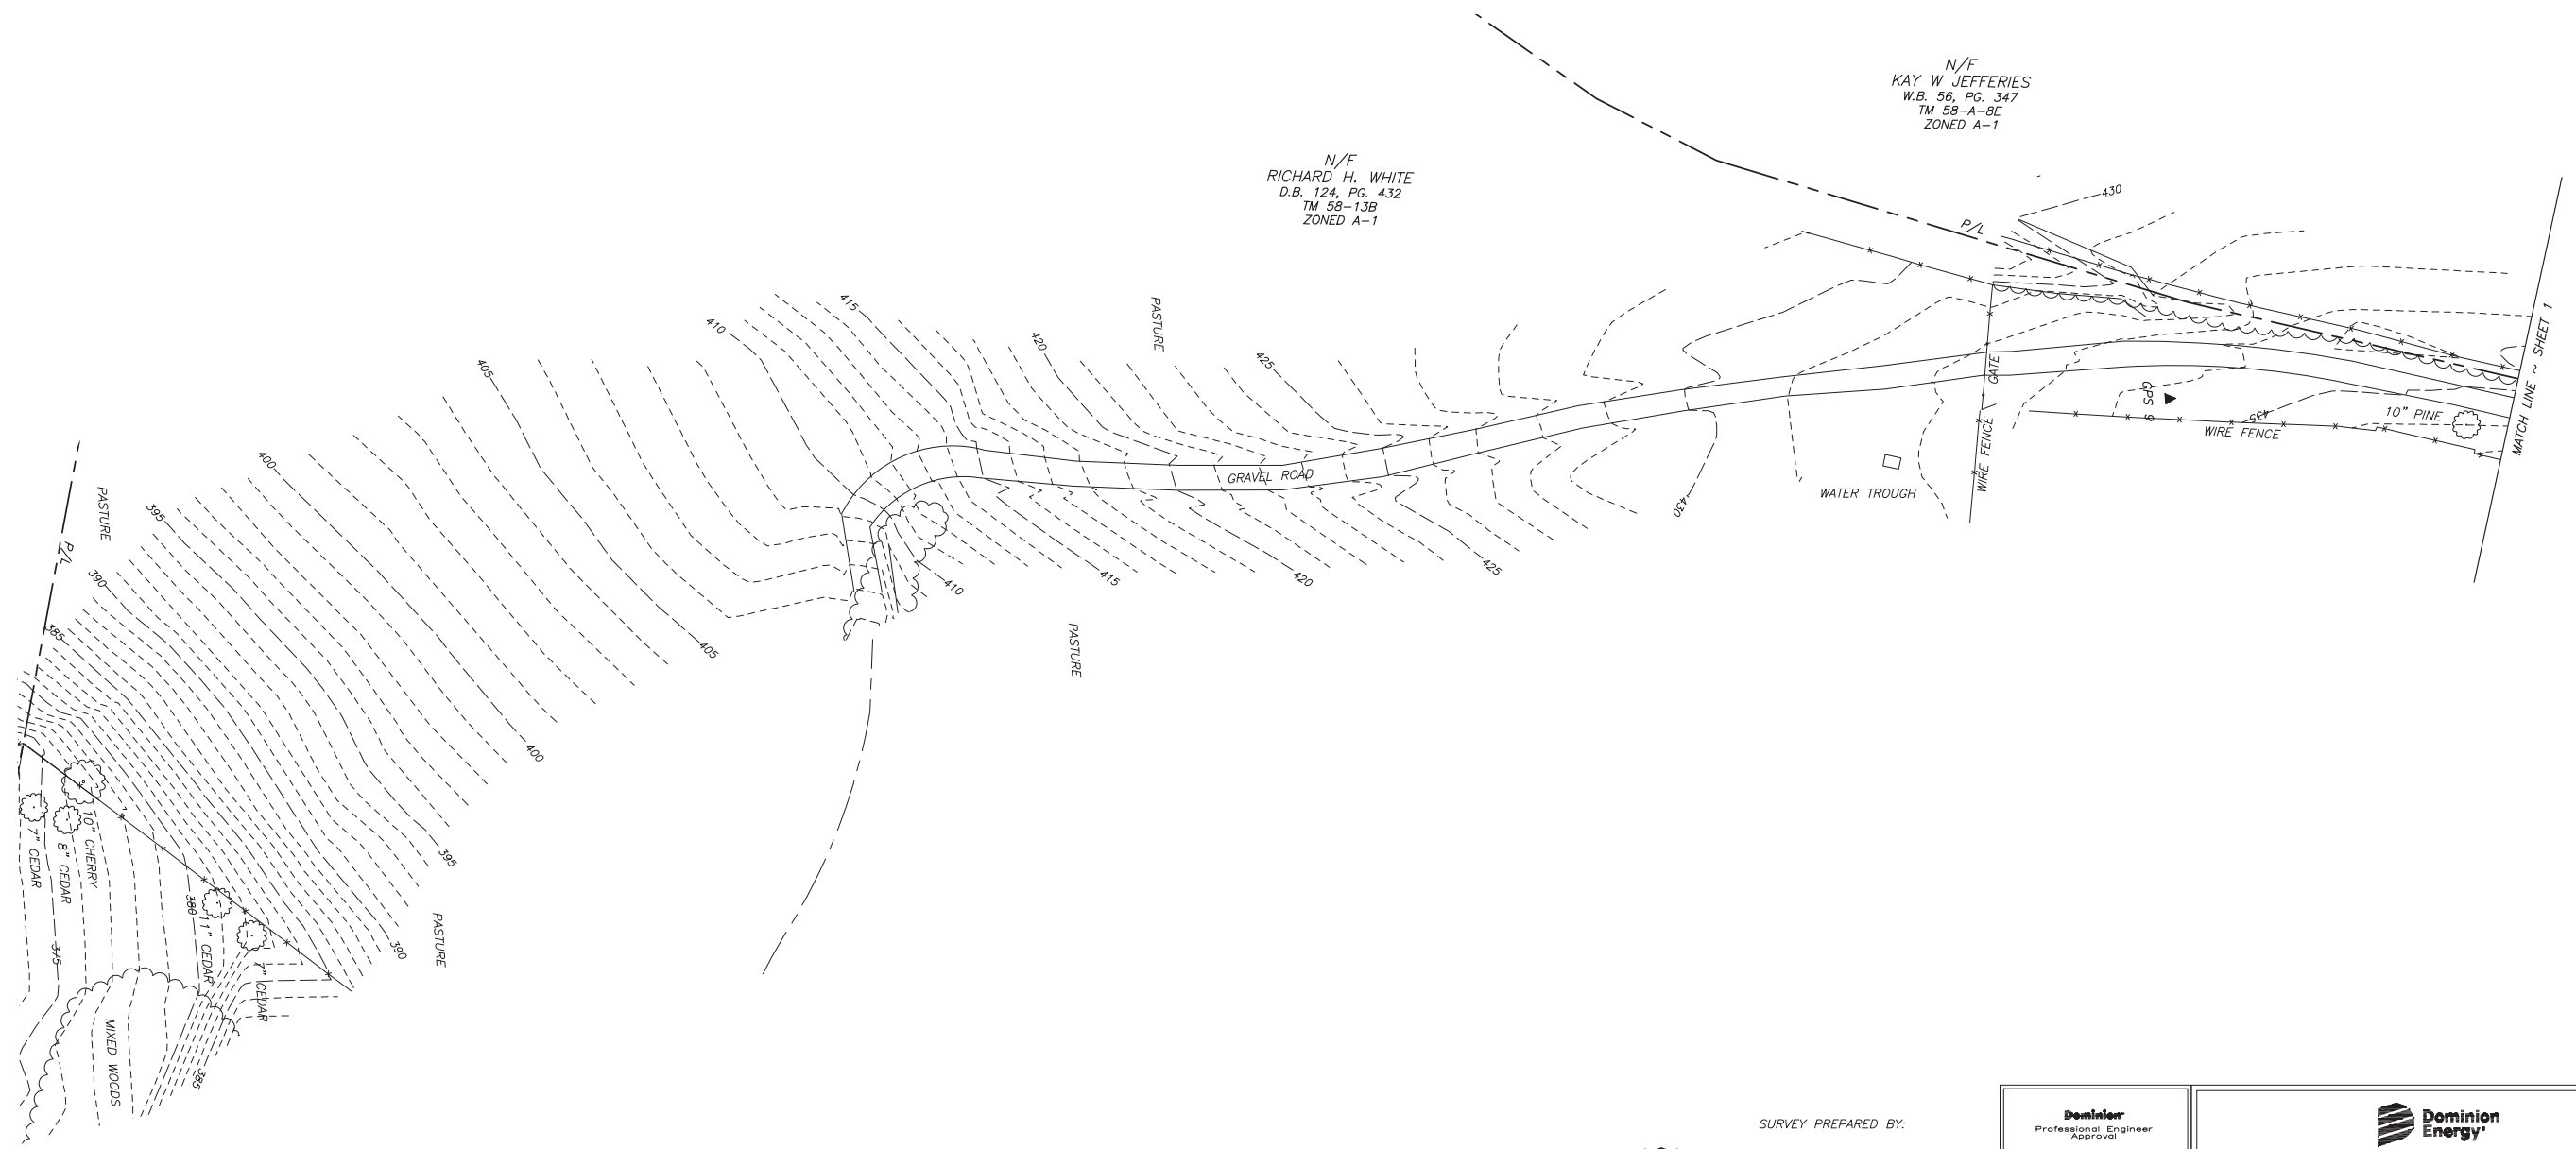 N/F
KAY W JEFFERIES
W.B. 56, PG. 347
TM 58-A-8E
ZONED A-1
N/F
RICHARD H. WHITE
D.B. 124, PG. 432
TM 58-13B
ZONED A-1
430
P/L
MATCH LINE ~ SHEET 1
415
410
420
PASTURE
425
405
GATE
GPS 9
435
10" PINE
WIRE FENCE
WIRE FENCE
GRAVEL ROAD
WATER TROUGH
430
400
395
PASTURE
P/L
390
385
410
415
420
425
405
PASTURE
400
395
390
PASTURE
10" CHERRY
7" CEDAR
8" CEDAR
380
11" CEDAR
7" CEDAR
375
MIXED WOODS
385
SURVEY PREPARED BY:
Dominion
Professional Engineer
Approval
Dominion
Energy